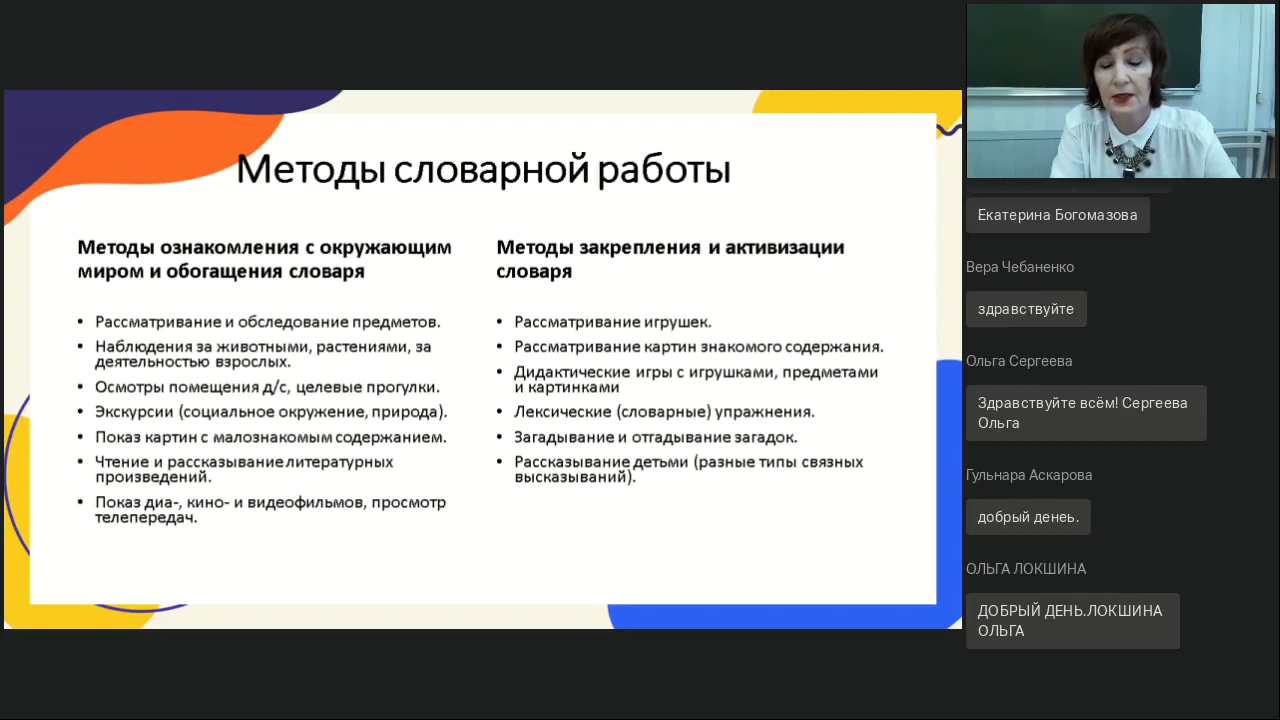 Методы словарной работы
Методы ознакомления с окружающим
миром и обогащения словаря
• Рассматривание и обследование предметов.
• Наблюдения за животными, растениями, за
деятельностью взрослых.
• Осмотры помещения д/с, целевые прогулки.
• Экскурсии (социальное окружение, природа).
• Показ картин с малознакомым содержанием.
• Чтение и рассказывание литературных
произведений.
• Показ диа-, кино- и видеофильмов, просмотр
телепередач.
Методы закрепления и активизации
словаря
• Рассматривание игрушек.
• Рассматривание картин знакомого содержания.
• Дидактические игры с игрушками, предметами
и картинками
• Лексические (словарные) упражнения.
• Загадывание и отгадывание загадок.
• Рассказывание детьми (разные типы связных
высказываний).
Екатерина Богомазова
Вера Чебаненко
здравствуйте
Ольга Сергеева
Здравствуйте всём! Сергеева
Ольга
Гульнара Аскарова
добрый денеь.
ОЛЬГА ЛОКШИНА
ДОБРЫЙ ДЕНЬ.ЛОКШИНА
ОЛЬГА